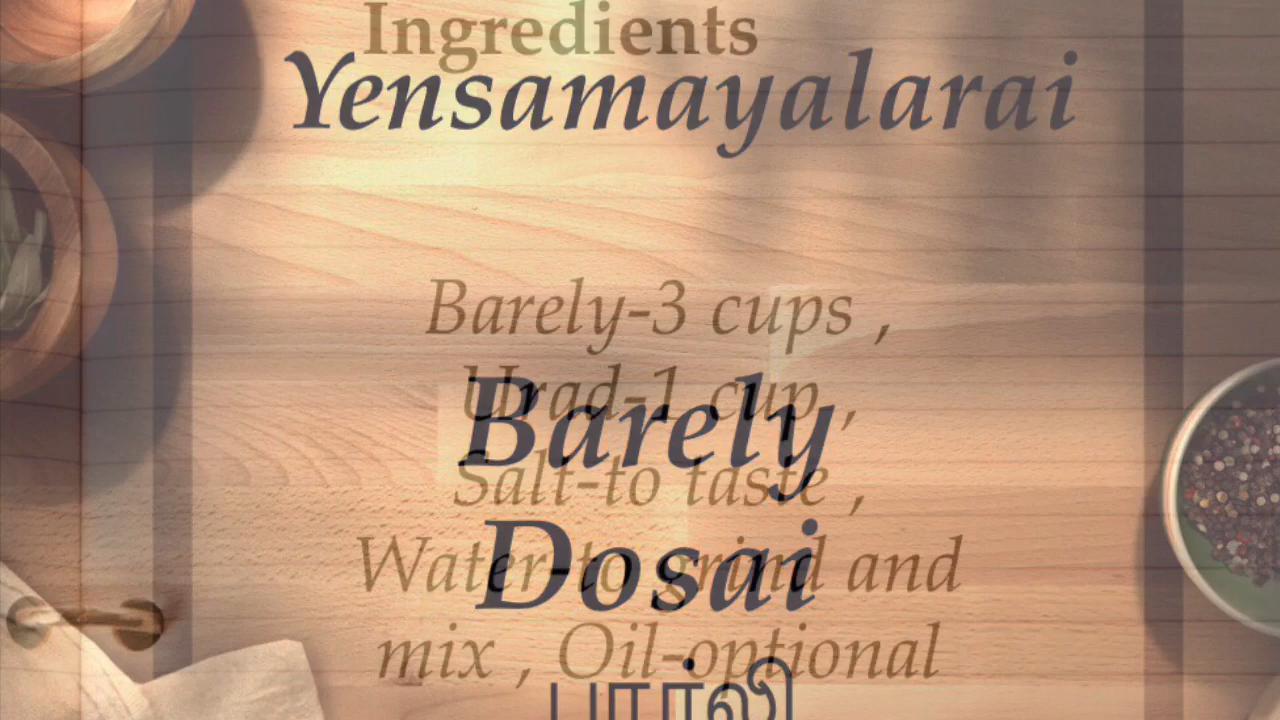 Ingredients
Yensamayalarai
Barely-3 cups ,
Urad-1 cup ,
Barely
Salt-to taste ,
Dosai
Water-to grind and
mix , Oil-optional
பார்லி